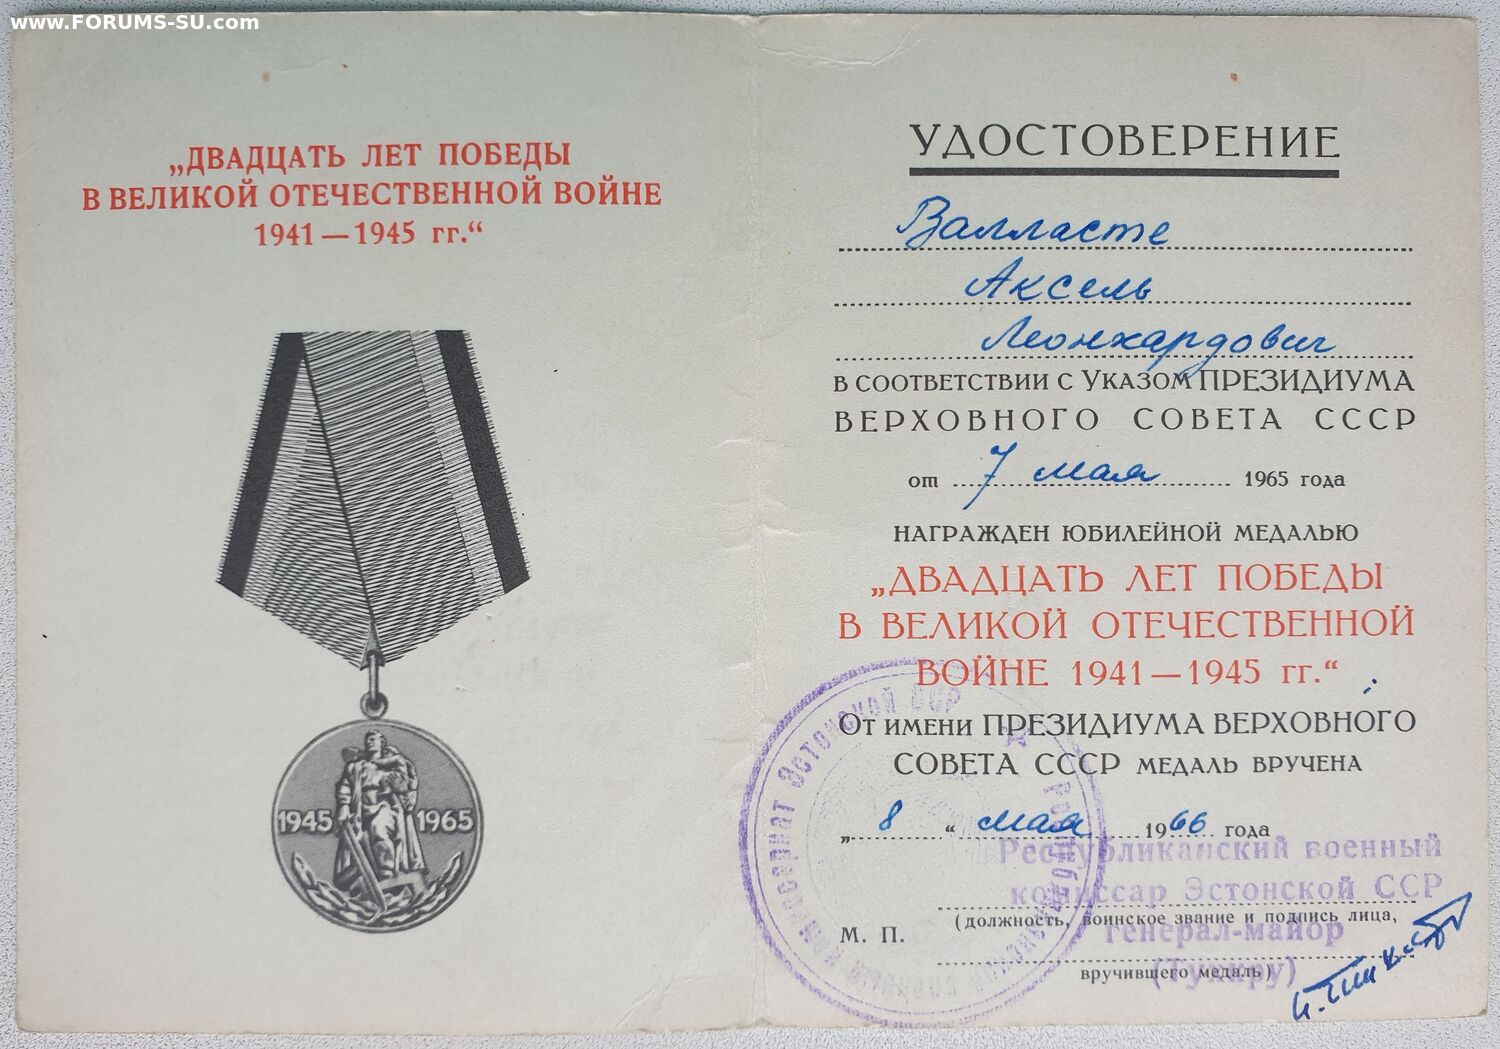 www.FORUMS-SU.com
„ДВАДЦАТЬ ЛЕТ ПОБЕДЫ
В ВЕЛИКОЙ ОТЕЧЕСТВЕННОЙ ВОЙНЕ
1941—1945 гг.“
1945 1965
УДОСТОВЕРЕНИЕ
Валласте
Аксель
Леонхардович
В СООТВЕТСТВИИ С УКАЗОМ ПРЕЗИДИУМА
ВЕРХОВНОГО СОВЕТА СССР
от 7 мая 1965 года
НАГРАЖДЕН ЮБИЛЕЙНОЙ МЕДАЛЬЮ
„ДВАДЦАТЬ ЛЕТ ПОБЕДЫ
В ВЕЛИКОЙ ОТЕЧЕСТВЕННОЙ
ВОЙНЕ 1941—1945 гг.“
ОТ ИМЕНИ ПРЕЗИДИУМА ВЕРХОВНОГО
СОВЕТА СССР МЕДАЛЬ ВРУЧЕНА
„ 8 “ мая 1966 года
Республиканский военный
комиссар Эстонской ССР
(должность, воинское звание и подпись лица,
М. П.
генерал-майор
вручившего медаль)
Эстонской ССР